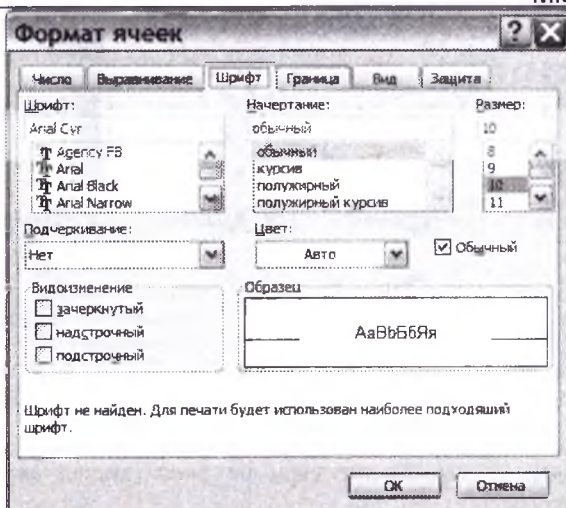 Формат ячеек
Число Выравнивание Шрифт Граница Вид Защита
Шрифт: Начертание: Размер:
Arial Cyr обычный 10
Agency FB обычный 8
Arial курсив 9
Arial Black полужирный 10
Arial Narrow полужирный курсив 11
Подчеркивание: Цвет:
Нет Авто Обычный
Видоизменение Образец
зачеркнутый
надстрочный АаВbБбЯя
подстрочный
Шрифт не найден. Для печати будет использован наиболее подходящий
шрифт.
ОК Отмена